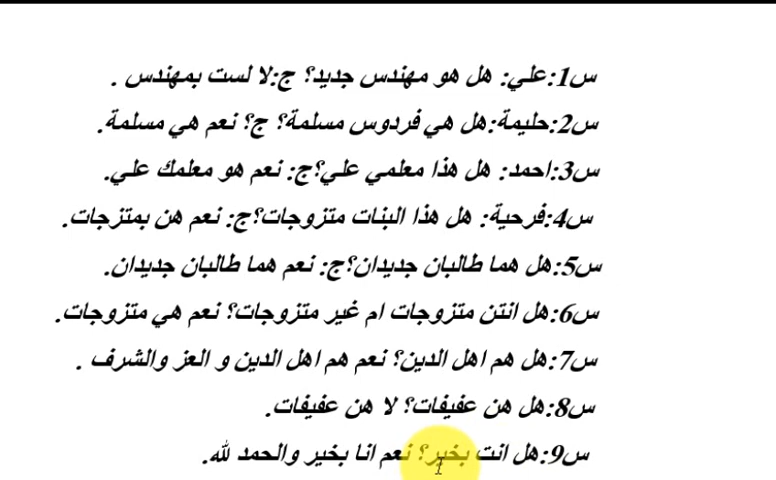 س1:علي: هل هو مهندس جديد؟ ج:لا لست بمهندس .
س2:حليمة:هل هي فردوس مسلمة؟ ج؟ نعم هي مسلمة.
س3:احمد: هل هذا معلمي علي؟ج: نعم هو معلمك علي.
س4:فرحية: هل هذا البنات متزوجات؟ج: نعم هن بمتزجات.
س5:هل هما طالبان جديدان؟ج: نعم هما طالبان جديدان.
س6:هل انتن متزوجات ام غير متزوجات؟ نعم هي متزوجات.
س7:هل هم اهل الدين؟ نعم هم اهل الدين و العز والشرف .
س8:هل هن عفيفات؟ لا هن عفيفات.
س9:هل انت بخير؟ نعم انا بخير والحمد لله.